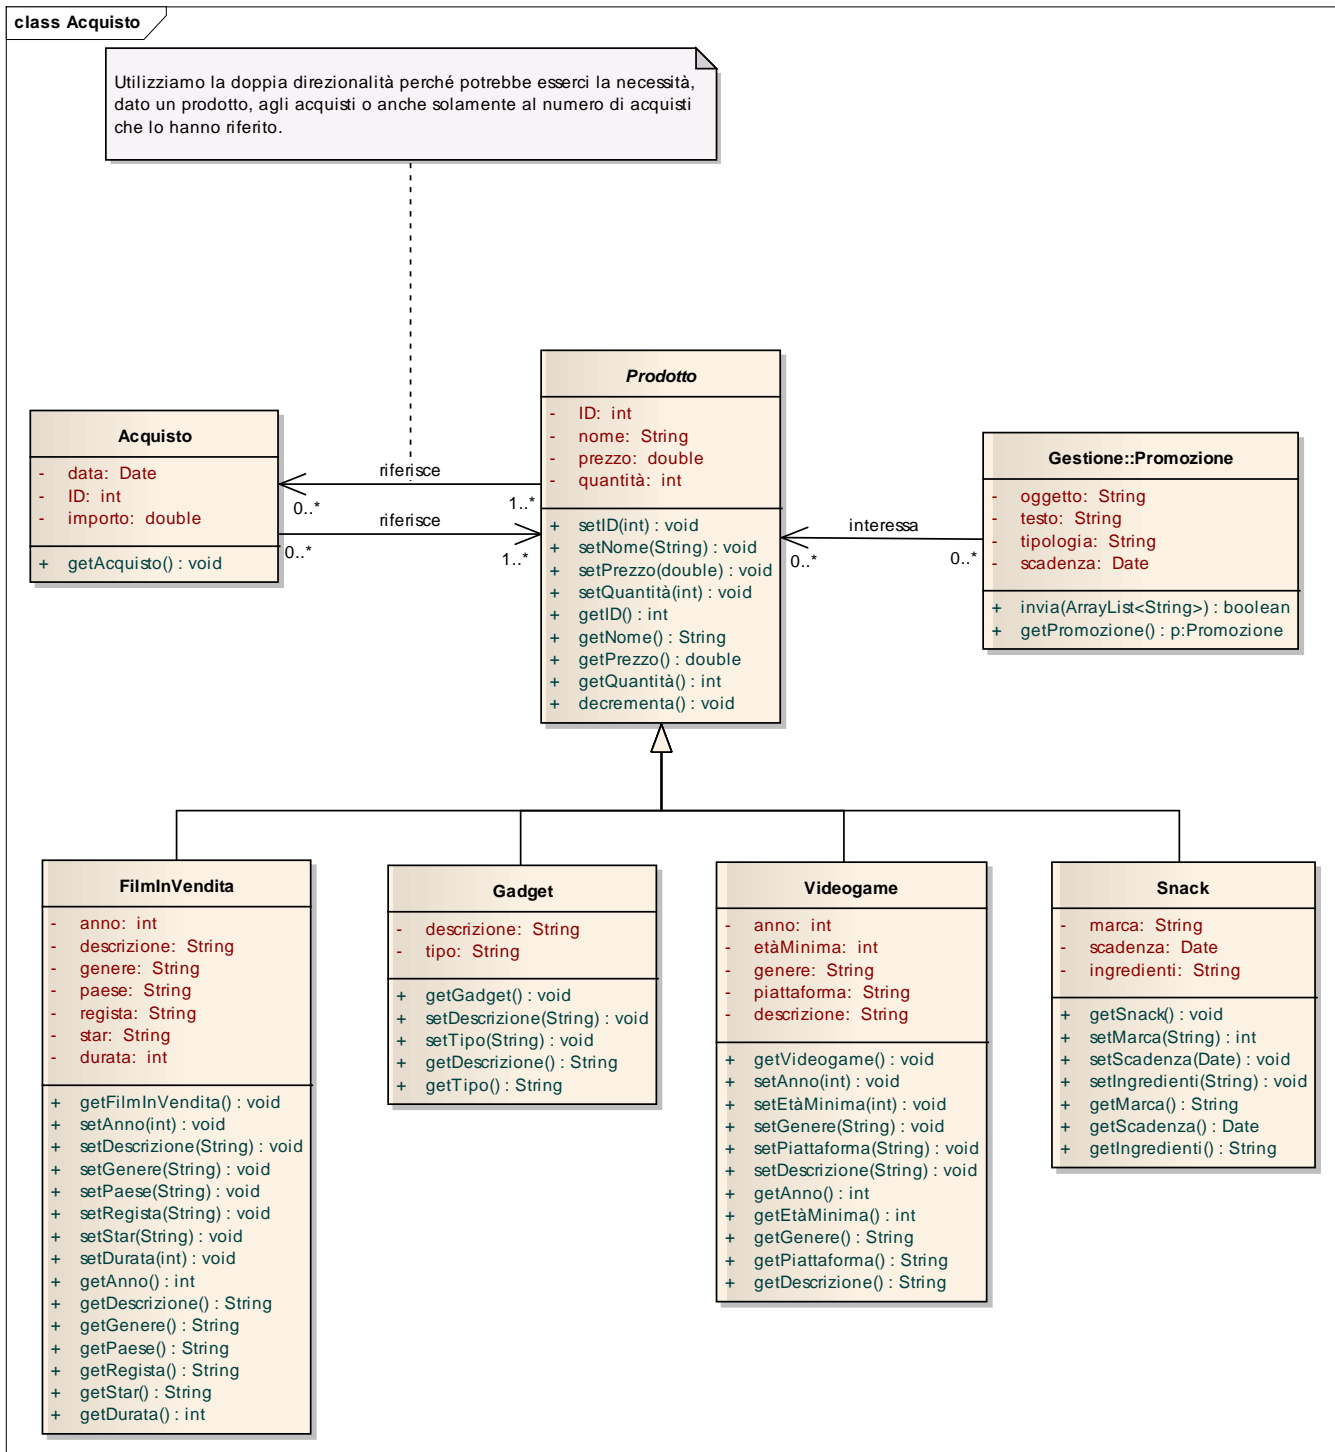 class Acquisto
Utilizziamo la doppia direzionalità perché potrebbe esserci la necessità,
dato un prodotto, agli acquisti o anche solamente al numero di acquisti
che lo hanno riferito.
Prodotto
- ID: int
- nome: String
- prezzo: double
- quantità: int
+ setID(int) : void
+ setNome(String) : void
+ setPrezzo(double) : void
+ setQuantità(int) : void
+ getID() : int
+ getNome() : String
+ getPrezzo() : double
+ getQuantità() : int
+ decrementa() : void
Acquisto
- data: Date
- ID: int
- importo: double
+ getAcquisto() : void
riferisce
0..*
1..*
riferisce
0..*
1..*
interessa
0..*
0..*
Gestione::Promozione
- oggetto: String
- testo: String
- tipologia: String
- scadenza: Date
+ invia(ArrayList<String>) : boolean
+ getPromozione() : p:Promozione
FilmInVendita
- anno: int
- descrizione: String
- genere: String
- paese: String
- regista: String
- star: String
- durata: int
+ getFilmInVendita() : void
+ setAnno(int) : void
+ setDescrizione(String) : void
+ setGenere(String) : void
+ setPaese(String) : void
+ setRegista(String) : void
+ setStar(String) : void
+ setDurata(int) : void
+ getAnno() : int
+ getDescrizione() : String
+ getGenere() : String
+ getPaese() : String
+ getRegista() : String
+ getStar() : String
+ getDurata() : int
Gadget
- descrizione: String
- tipo: String
+ getGadget() : void
+ setDescrizione(String) : void
+ setTipo(String) : void
+ getDescrizione() : String
+ getTipo() : String
Videogame
- anno: int
- etàMinima: int
- genere: String
- piattaforma: String
- descrizione: String
+ getVideogame() : void
+ setAnno(int) : void
+ setEtàMinima(int) : void
+ setGenere(String) : void
+ setPiattaforma(String) : void
+ setDescrizione(String) : void
+ getAnno() : int
+ getEtàMinima() : int
+ getGenere() : String
+ getPiattaforma() : String
+ getDescrizione() : String
Snack
- marca: String
- scadenza: Date
- ingredienti: String
+ getSnack() : void
+ setMarca(String) : int
+ setScadenza(Date) : void
+ setIngredienti(String) : void
+ getMarca() : String
+ getScadenza() : Date
+ getIngredienti() : String